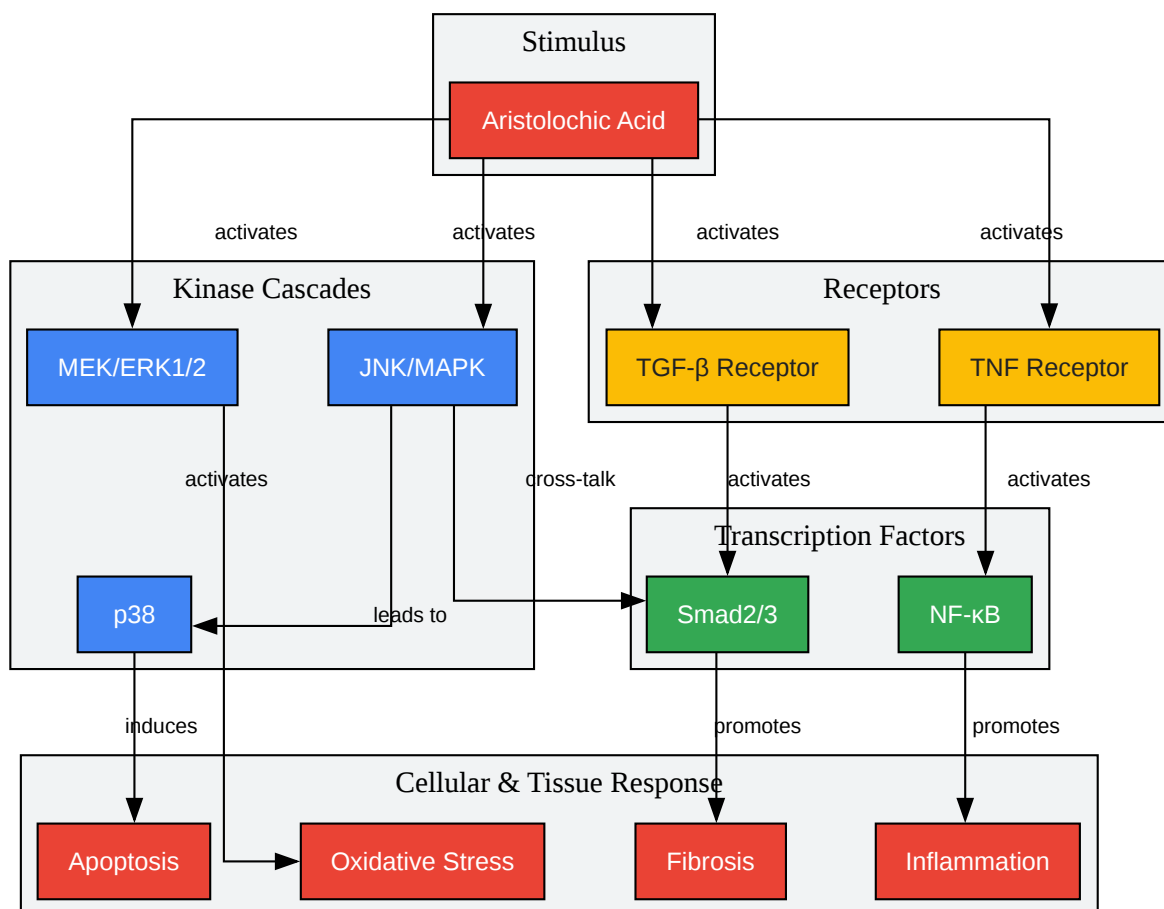 Stimulus
Aristolochic Acid
activates
activates
activates
activates
Kinase Cascades
Receptors
MEK/ERK1/2
JNK/MAPK
TGF-β Receptor
TNF Receptor
activates
cross-talk
activates
activates
Transcription Factors
p38
leads to
Smad2/3
NF-κB
induces
promotes
promotes
Cellular & Tissue Response
Apoptosis
Oxidative Stress
Fibrosis
Inflammation